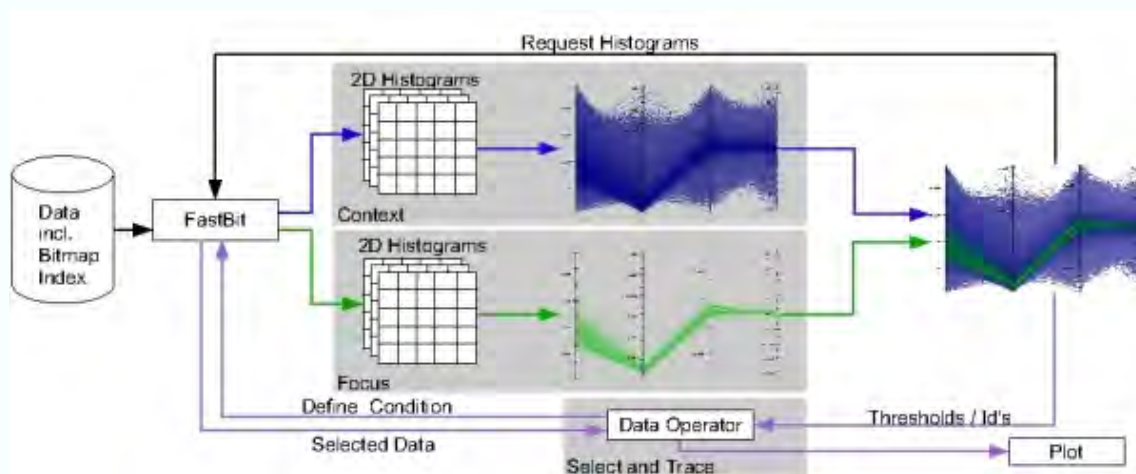 Request Histograms
2D Histograms
Context
Data
incl.
Bitmap
Index
FastBit
2D Histograms
Focus
Define Condition
Selected Data
Data Operator
Select and Trace
Thresholds / Id's
Plot